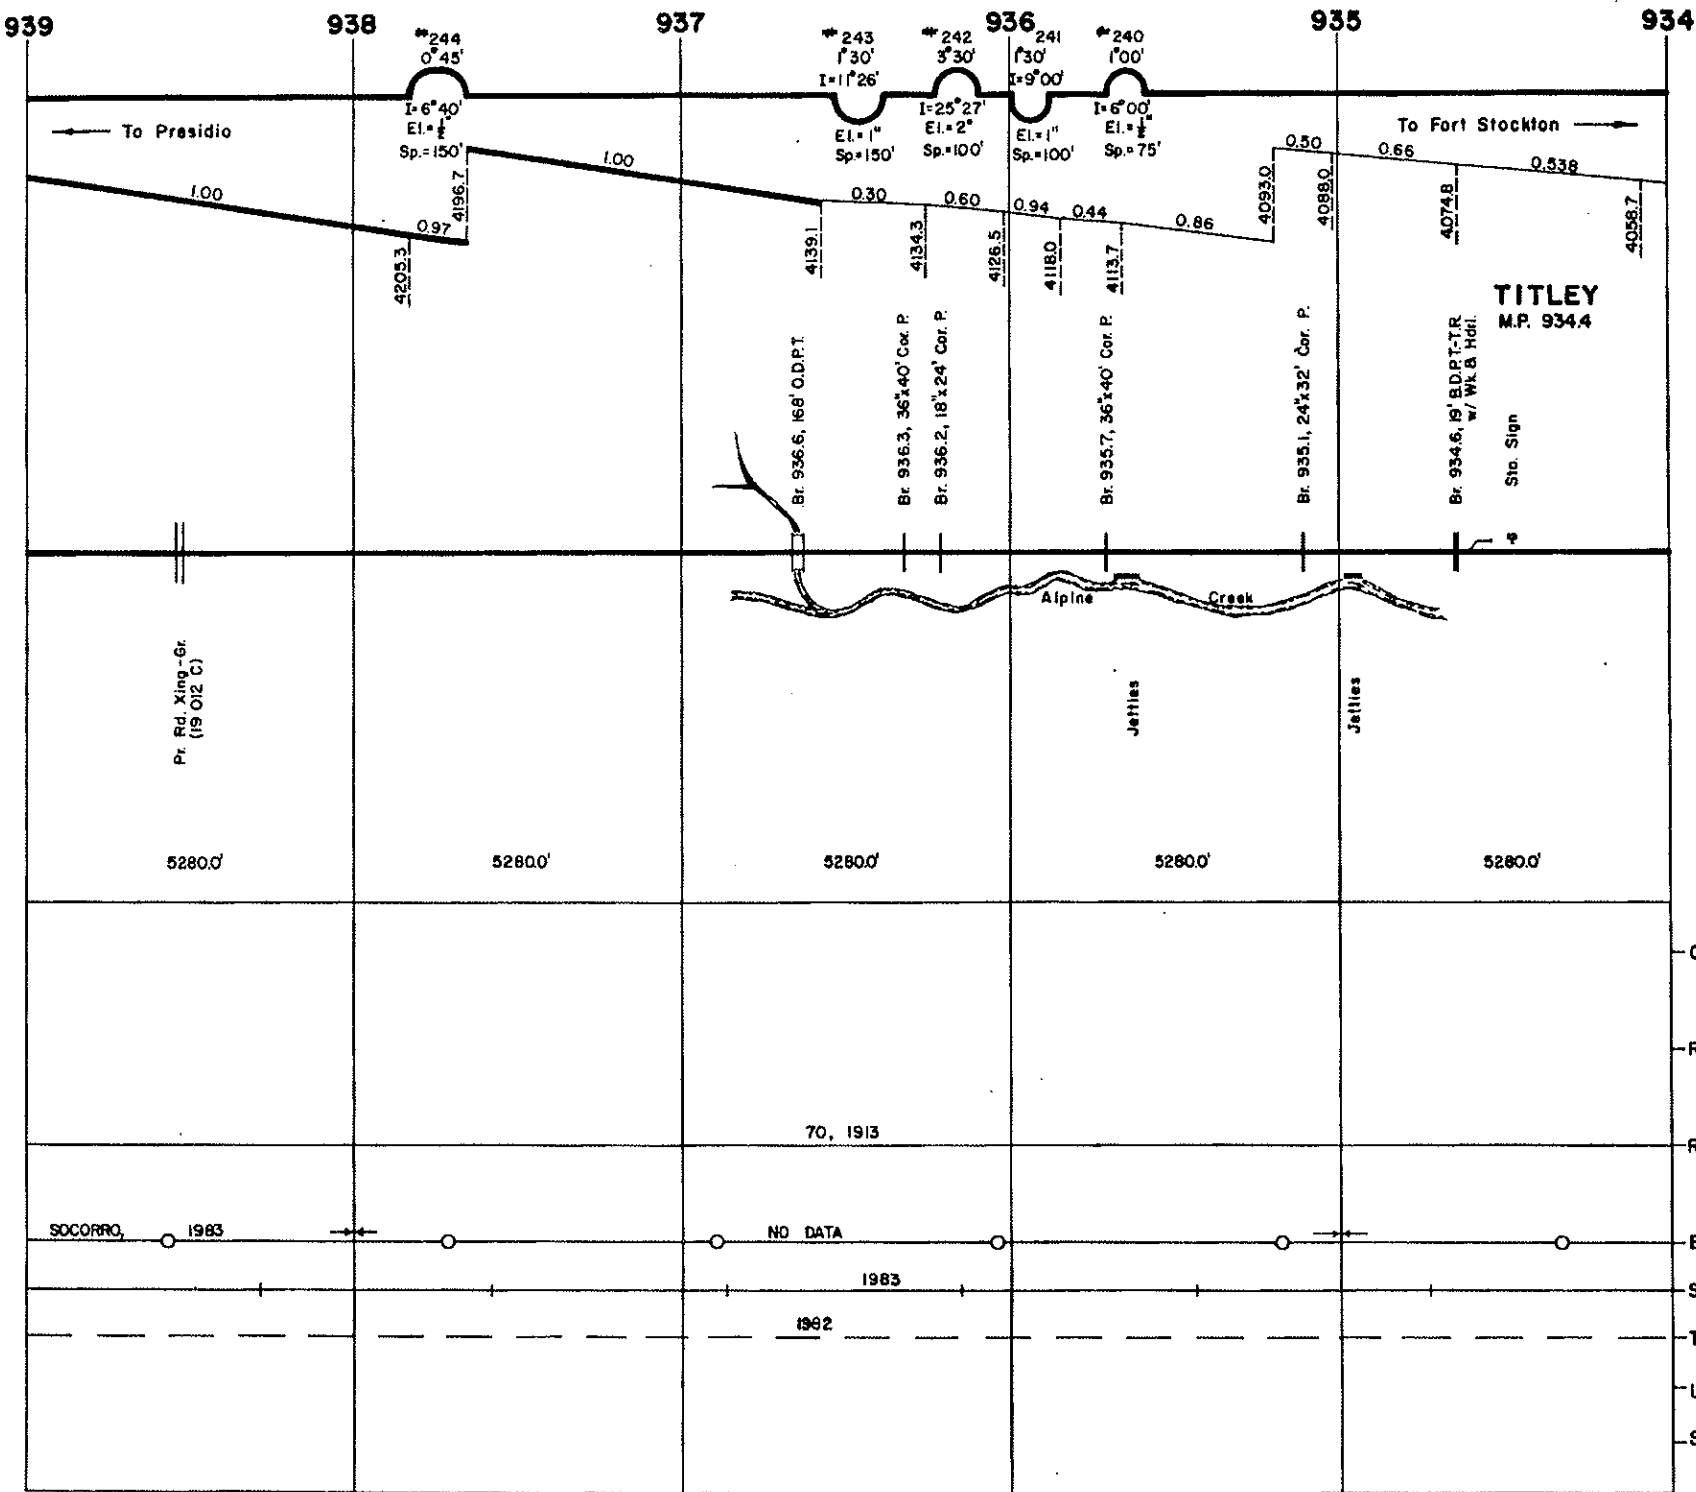 939
938
937
936
935
934
#244
0°45'
#243
1°30'
I=11°26'
#242
3°30'
241
1°30'
I=9°00'
#240
1°00'
I=6°40'
El.=½"
Sp.=150'
El.=1"
Sp.=150'
I=25°27'
El.=2"
Sp.=100'
El.=1"
Sp.=100'
I=6°00'
El.=½"
Sp.=75'
To Presidio
To Fort Stockton
1.00
0.97
1.00
0.30
0.60
0.94
0.44
0.86
0.50
0.66
0.538
4205.3
4196.7
4139.1
4134.3
4126.5
4118.0
4113.7
4093.0
4088.0
4074.8
4058.7
TITLEY
M.P. 934.4
Br. 936.6, 168' O.D.P.T.
Br. 936.3, 36"x40' Cor. P.
Br. 936.2, 18"x24' Cor. P.
Br. 935.7, 36"x40' Cor. P.
Br. 935.1, 24"x32' Cor. P.
Br. 934.6, 19' B.D.P.T.-T.R.
w/ Wk & Hdrl.
Sta. Sign
Alpine Creek
Pr. Rd. Xing-Gr.
(19 012 C)
Jetties
Jetties
5280.0'
5280.0'
5280.0'
5280.0'
5280.0'
70, 1913
SOCORRO, 1983
NO DATA
1983
1982
R
R
S
T
L
S